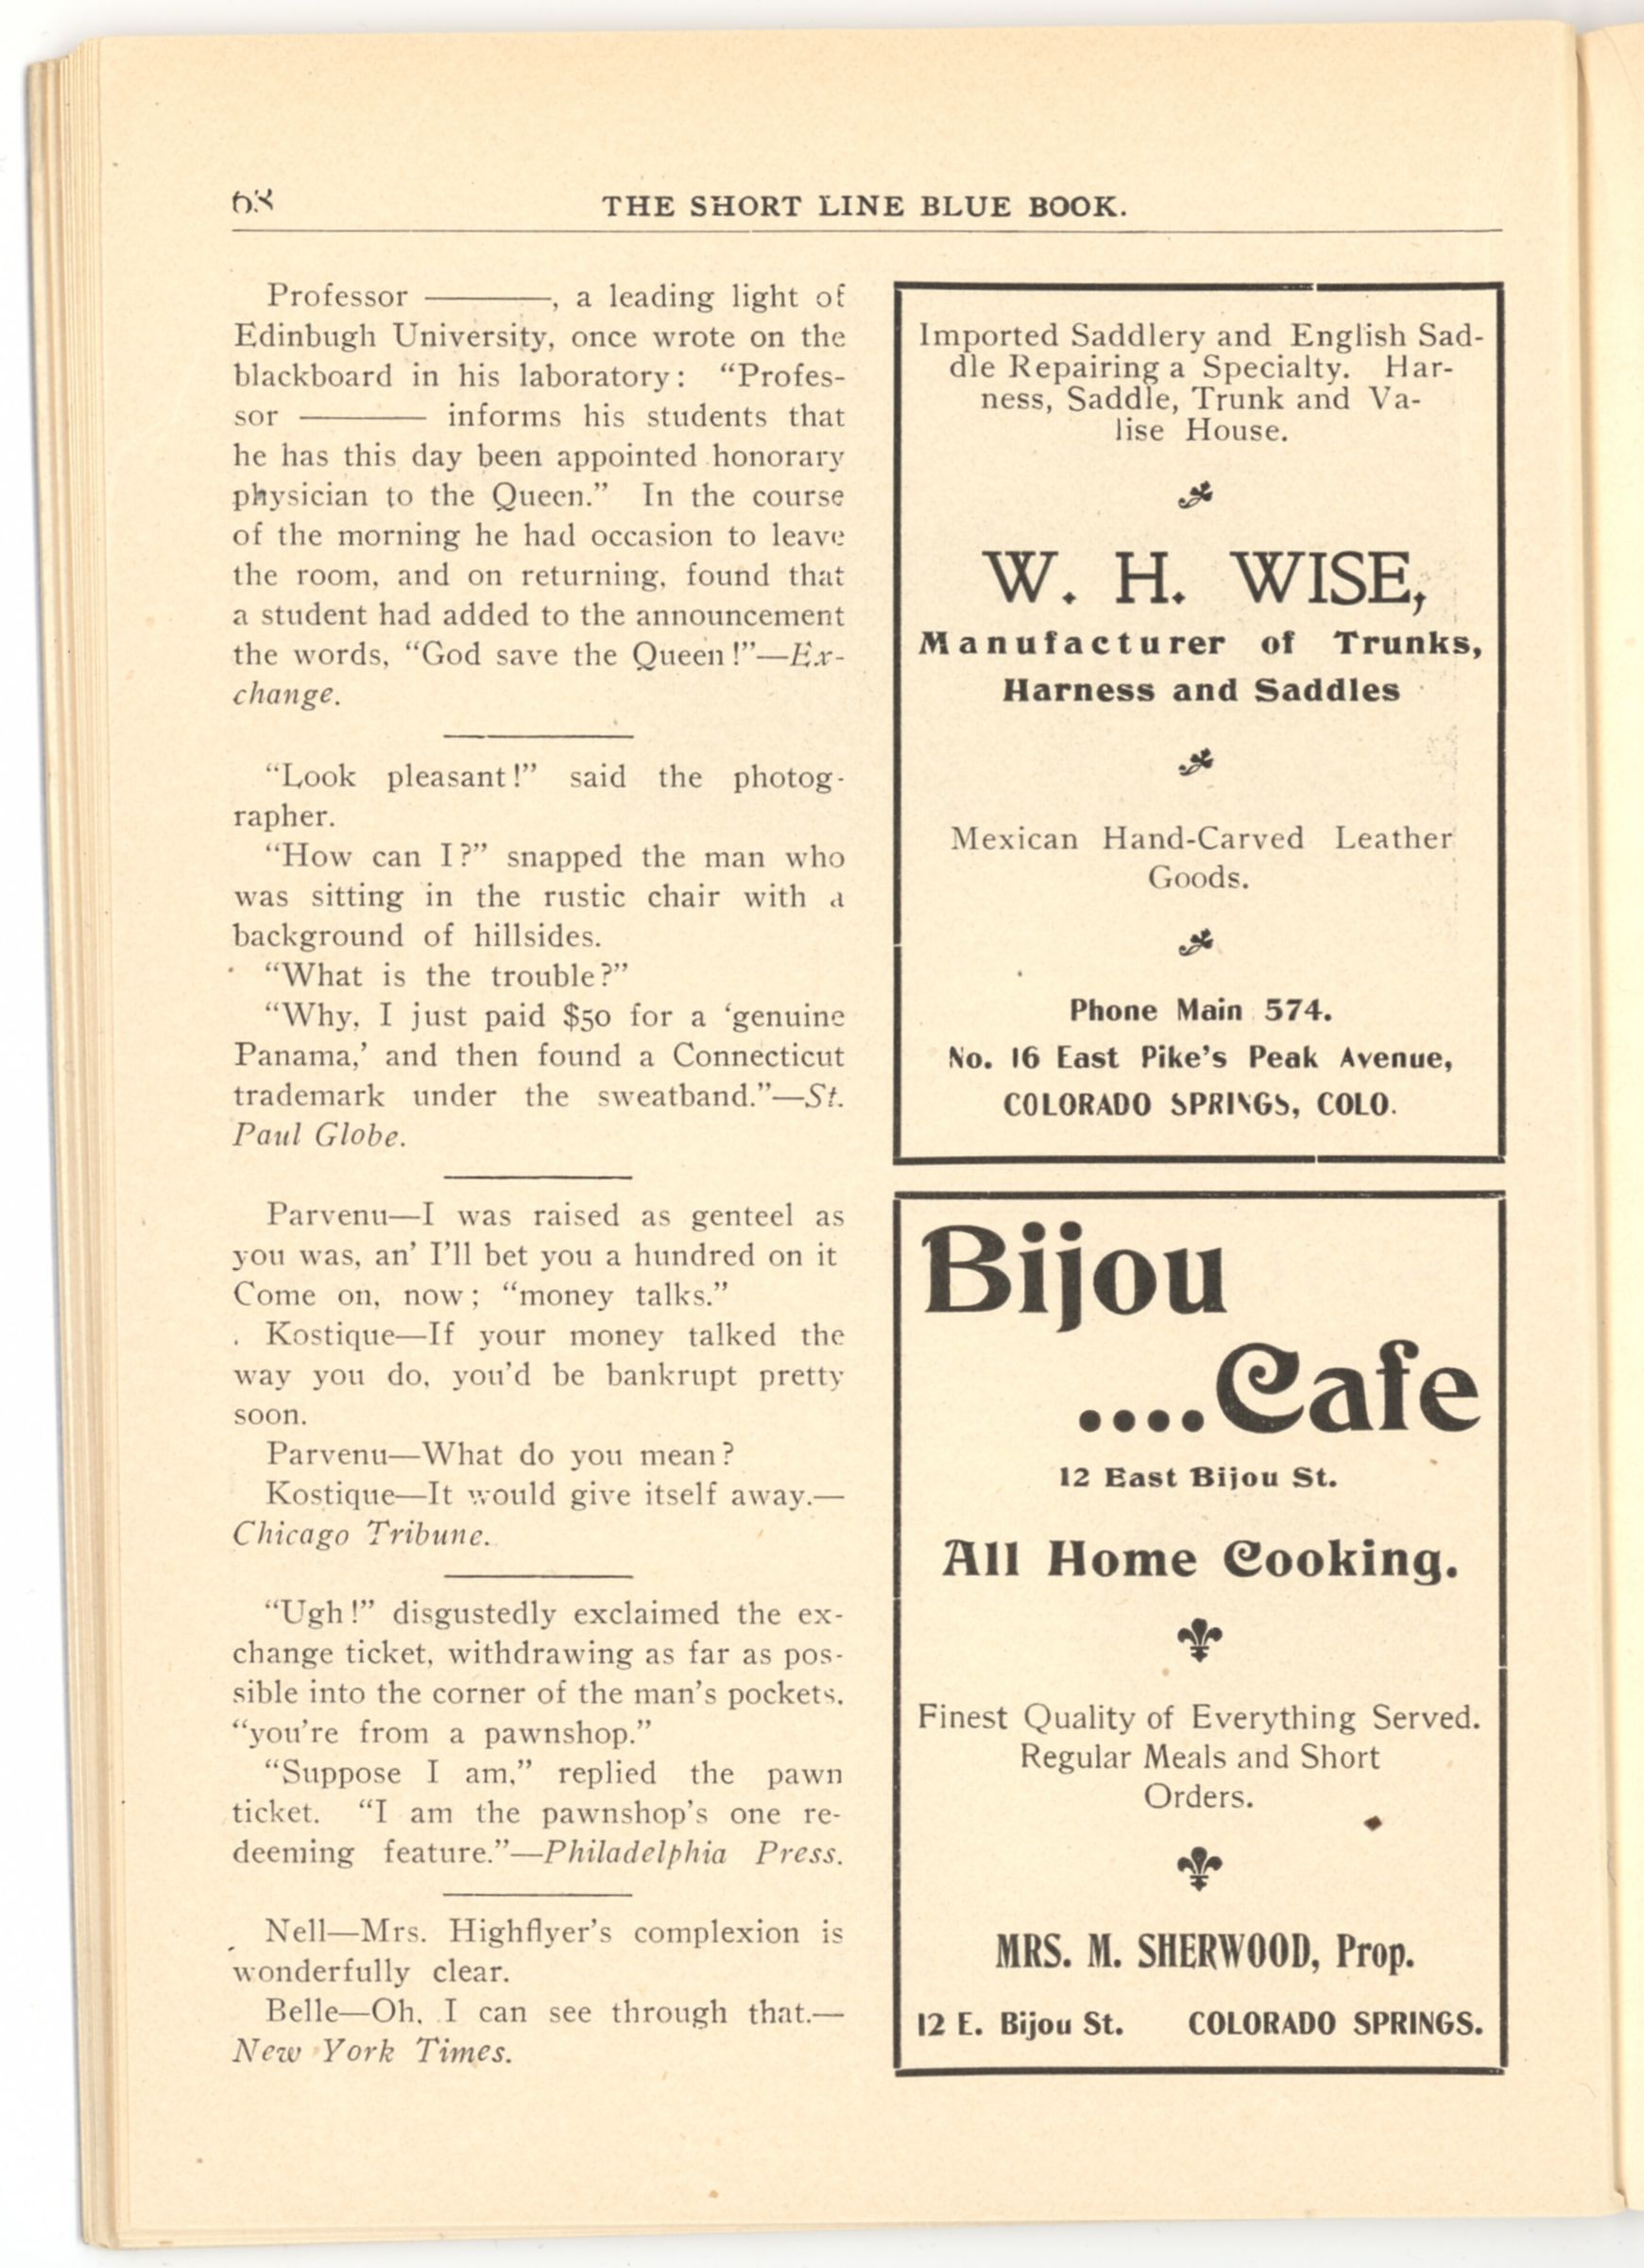 68
THE SHORT LINE BLUE BOOK.
Professor ———, a leading light of
Edinbugh University, once wrote on the
blackboard in his laboratory: “Profes-
sor ——— informs his students that
he has this day been appointed honorary
physician to the Queen.” In the course
of the morning he had occasion to leave
the room, and on returning, found that
a student had added to the announcement
the words, “God save the Queen!”—Ex-
change.
“Look pleasant!” said the photog-
rapher.
“How can I?” snapped the man who
was sitting in the rustic chair with a
background of hillsides.
“What is the trouble?”
“Why, I just paid $50 for a ‘genuine
Panama,’ and then found a Connecticut
trademark under the sweatband.”—St.
Paul Globe.
Parvenu—I was raised as genteel as
you was, an’ I’ll bet you a hundred on it
Come on, now; “money talks.”
Kostique—If your money talked the
way you do, you’d be bankrupt pretty
soon.
Parvenu—What do you mean?
Kostique—It would give itself away.—
Chicago Tribune.
“Ugh!” disgustedly exclaimed the ex-
change ticket, withdrawing as far as pos-
sible into the corner of the man’s pockets,
“you’re from a pawnshop.”
“Suppose I am,” replied the pawn
ticket. “I am the pawnshop’s one re-
deeming feature.”—Philadelphia Press.
Nell—Mrs. Highflyer’s complexion is
wonderfully clear.
Belle—Oh, I can see through that.—
New York Times.
Imported Saddlery and English Sad-
dle Repairing a Specialty. Har-
ness, Saddle, Trunk and Va-
lise House.
W. H. WISE,
Manufacturer of Trunks,
Harness and Saddles
Mexican Hand-Carved Leather
Goods.
Phone Main 574.
No. 16 East Pike’s Peak Avenue,
COLORADO SPRINGS, COLO.
Bijou
....Cafe
12 East Bijou St.
All Home Cooking.
Finest Quality of Everything Served.
Regular Meals and Short
Orders.
MRS. M. SHERWOOD, Prop.
12 E. Bijou St. COLORADO SPRINGS.